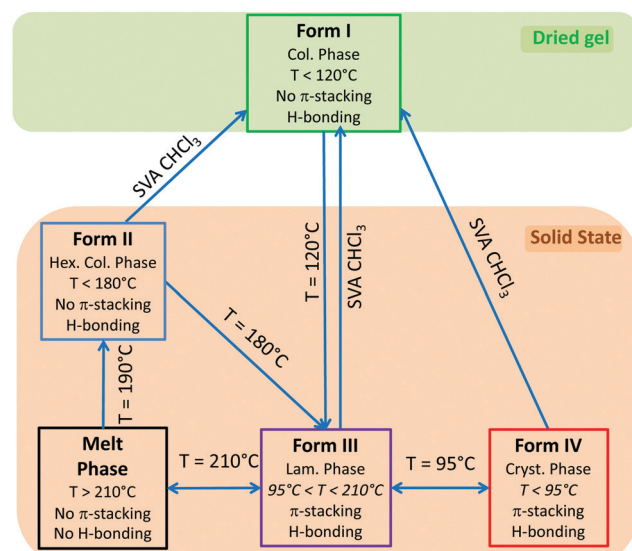 Form I
Col. Phase
T < 120°C
No π-stacking
H-bonding
Dried gel
SVA CHCl₃
T = 120°C
SVA CHCl₃
SVA CHCl₃
Solid State
Form II
Hex. Col. Phase
T < 180°C
No π-stacking
H-bonding
T = 180°C
T = 190°C
Melt
Phase
T > 210°C
No π-stacking
No H-bonding
T = 210°C
Form III
Lam. Phase
95°C < T < 210°C
π-stacking
H-bonding
T = 95°C
Form IV
Cryst. Phase
T < 95°C
π-stacking
H-bonding